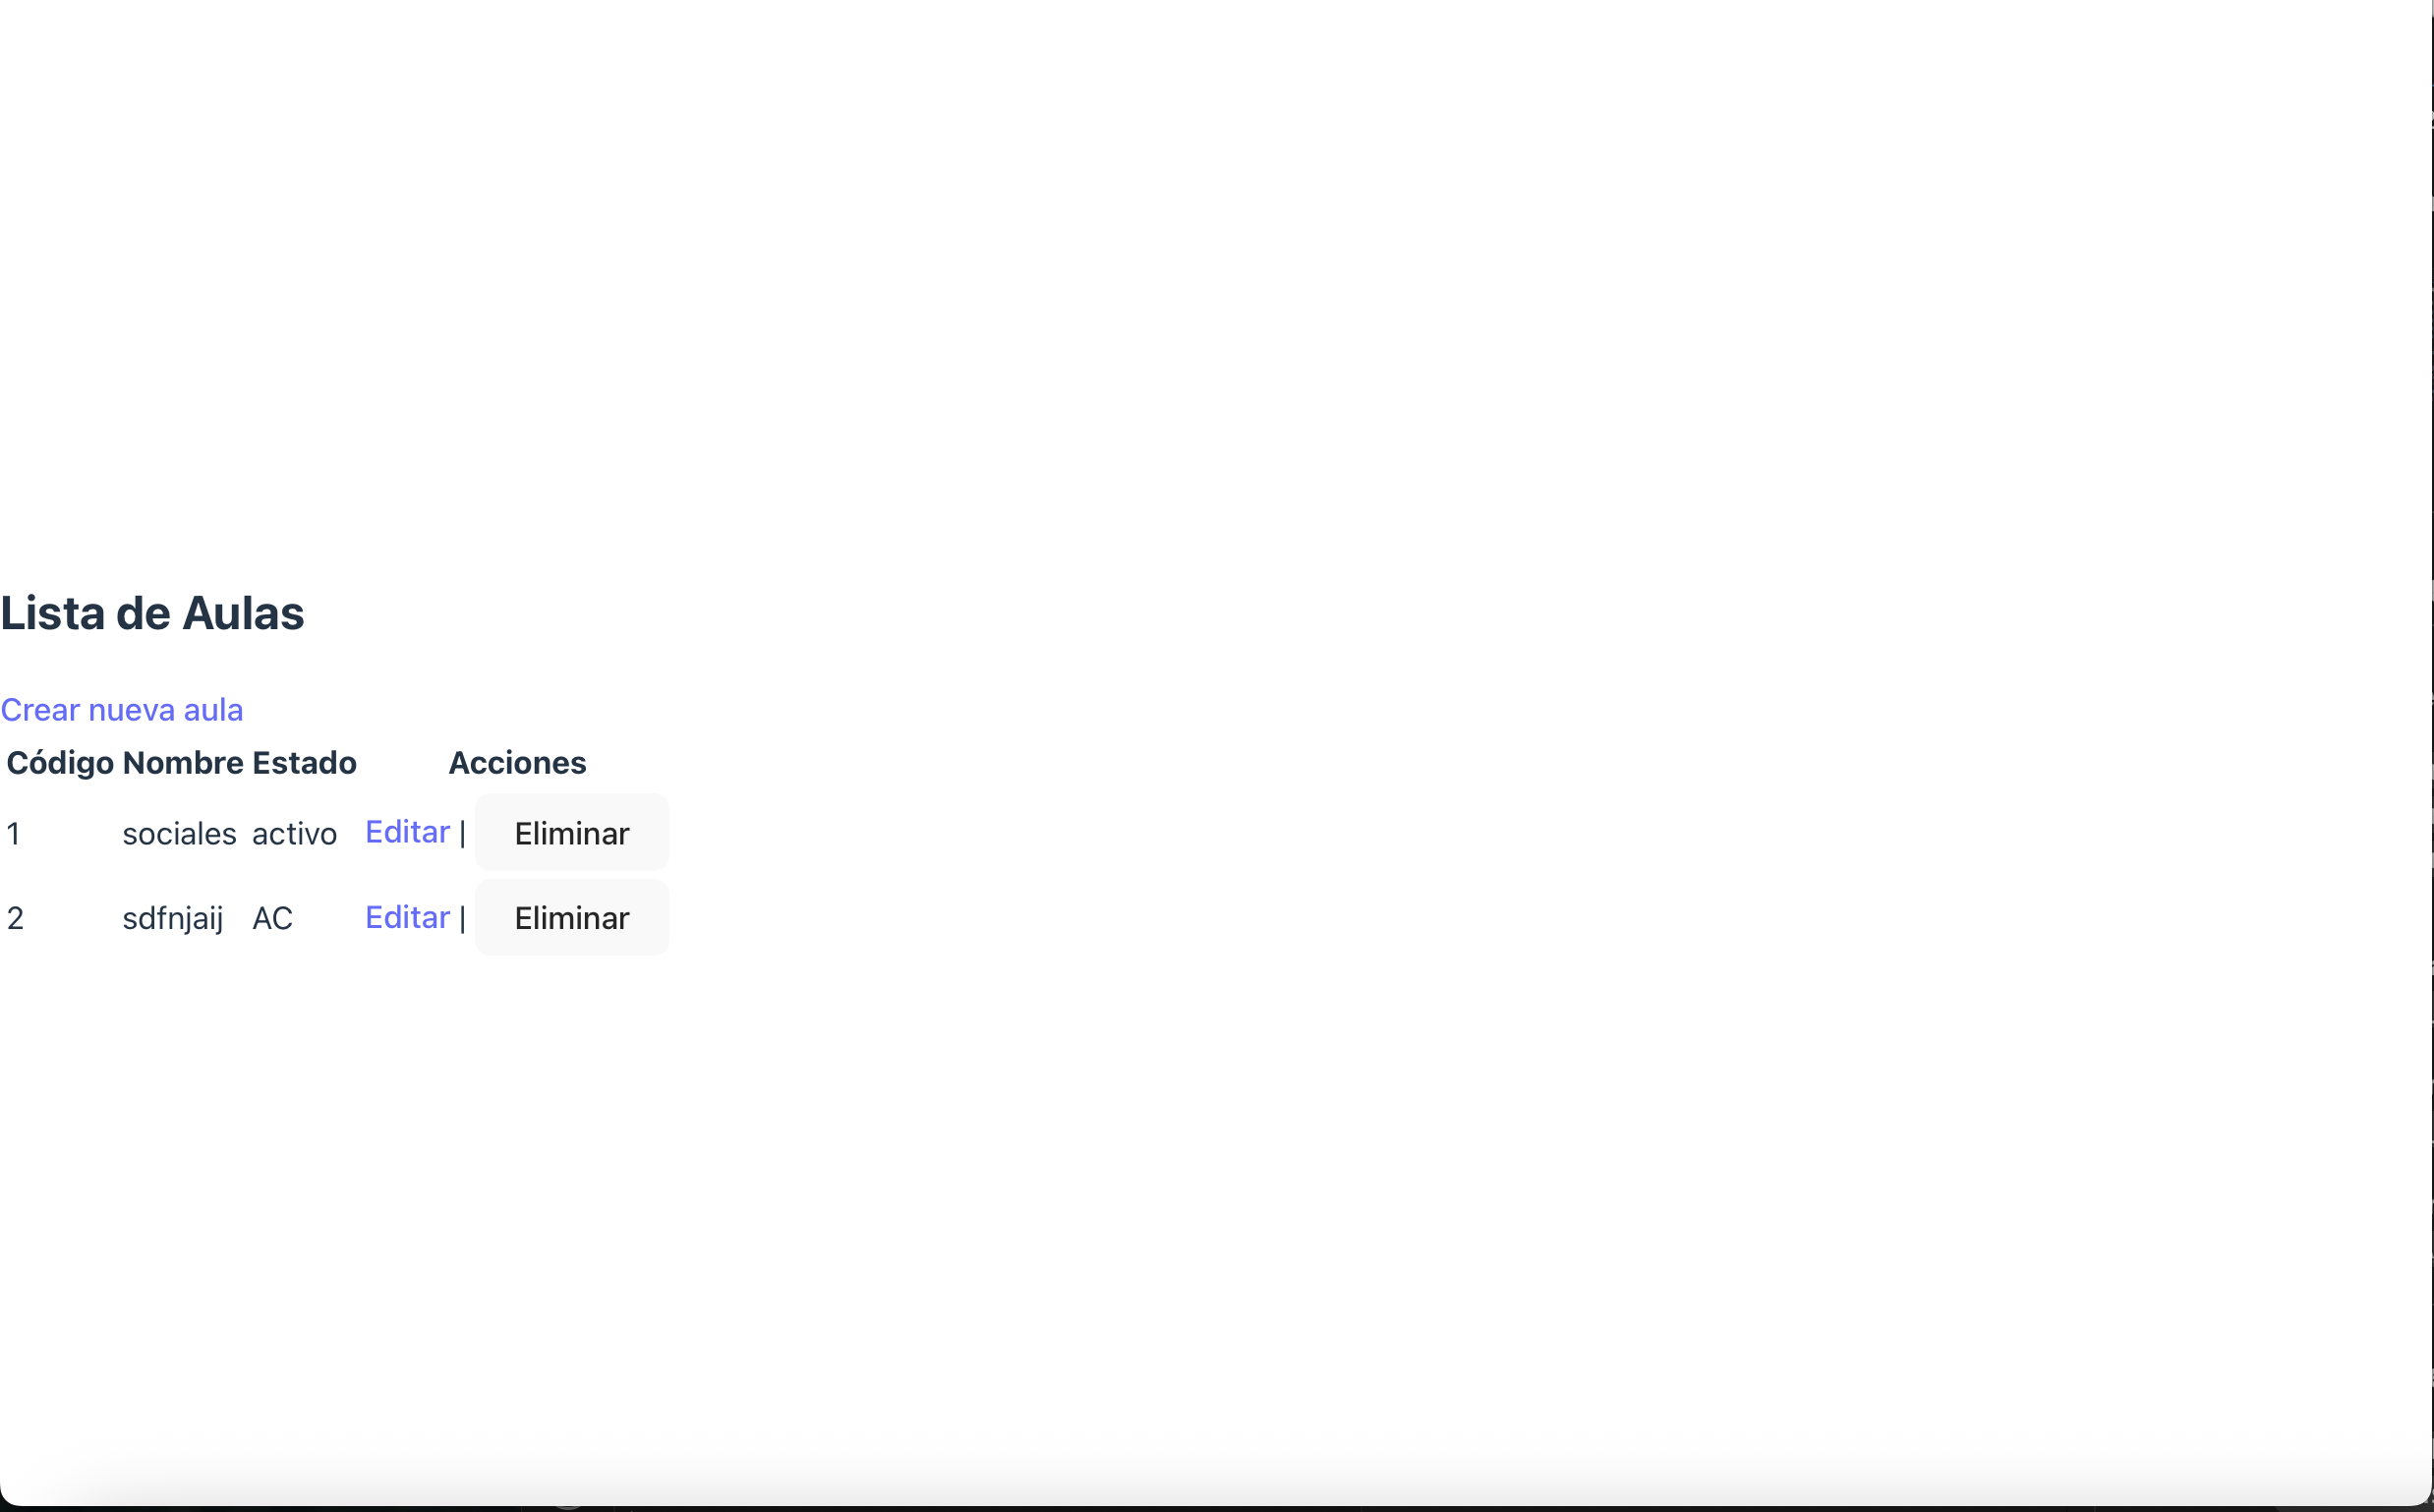 Lista de Aulas
Crear nueva aula
Código Nombre Estado Acciones
1 sociales activo Editar | Eliminar
2 sdfnjaij AC Editar | Eliminar